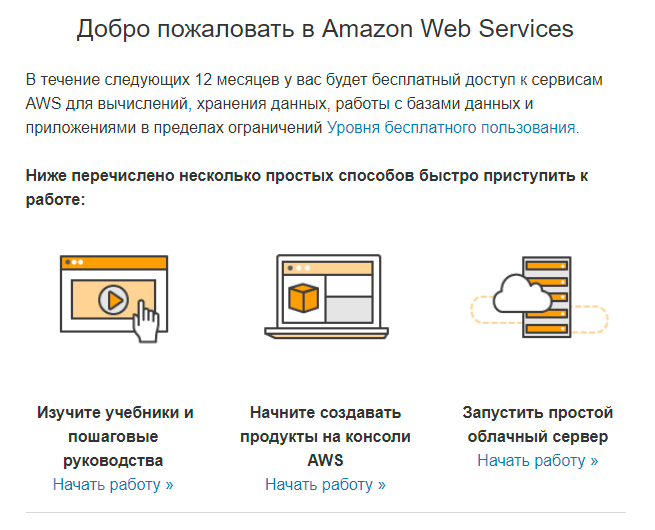 Добро пожаловать в Amazon Web Services
В течение следующих 12 месяцев у вас будет бесплатный доступ к сервисам
AWS для вычислений, хранения данных, работы с базами данных и
приложениями в пределах ограничений Уровня бесплатного пользования.
Ниже перечислено несколько простых способов быстро приступить к
работе:
Изучите учебники и
пошаговые
руководства
Начать работу »
Начните создавать
продукты на консоли
AWS
Начать работу »
Запустить простой
облачный сервер
Начать работу »